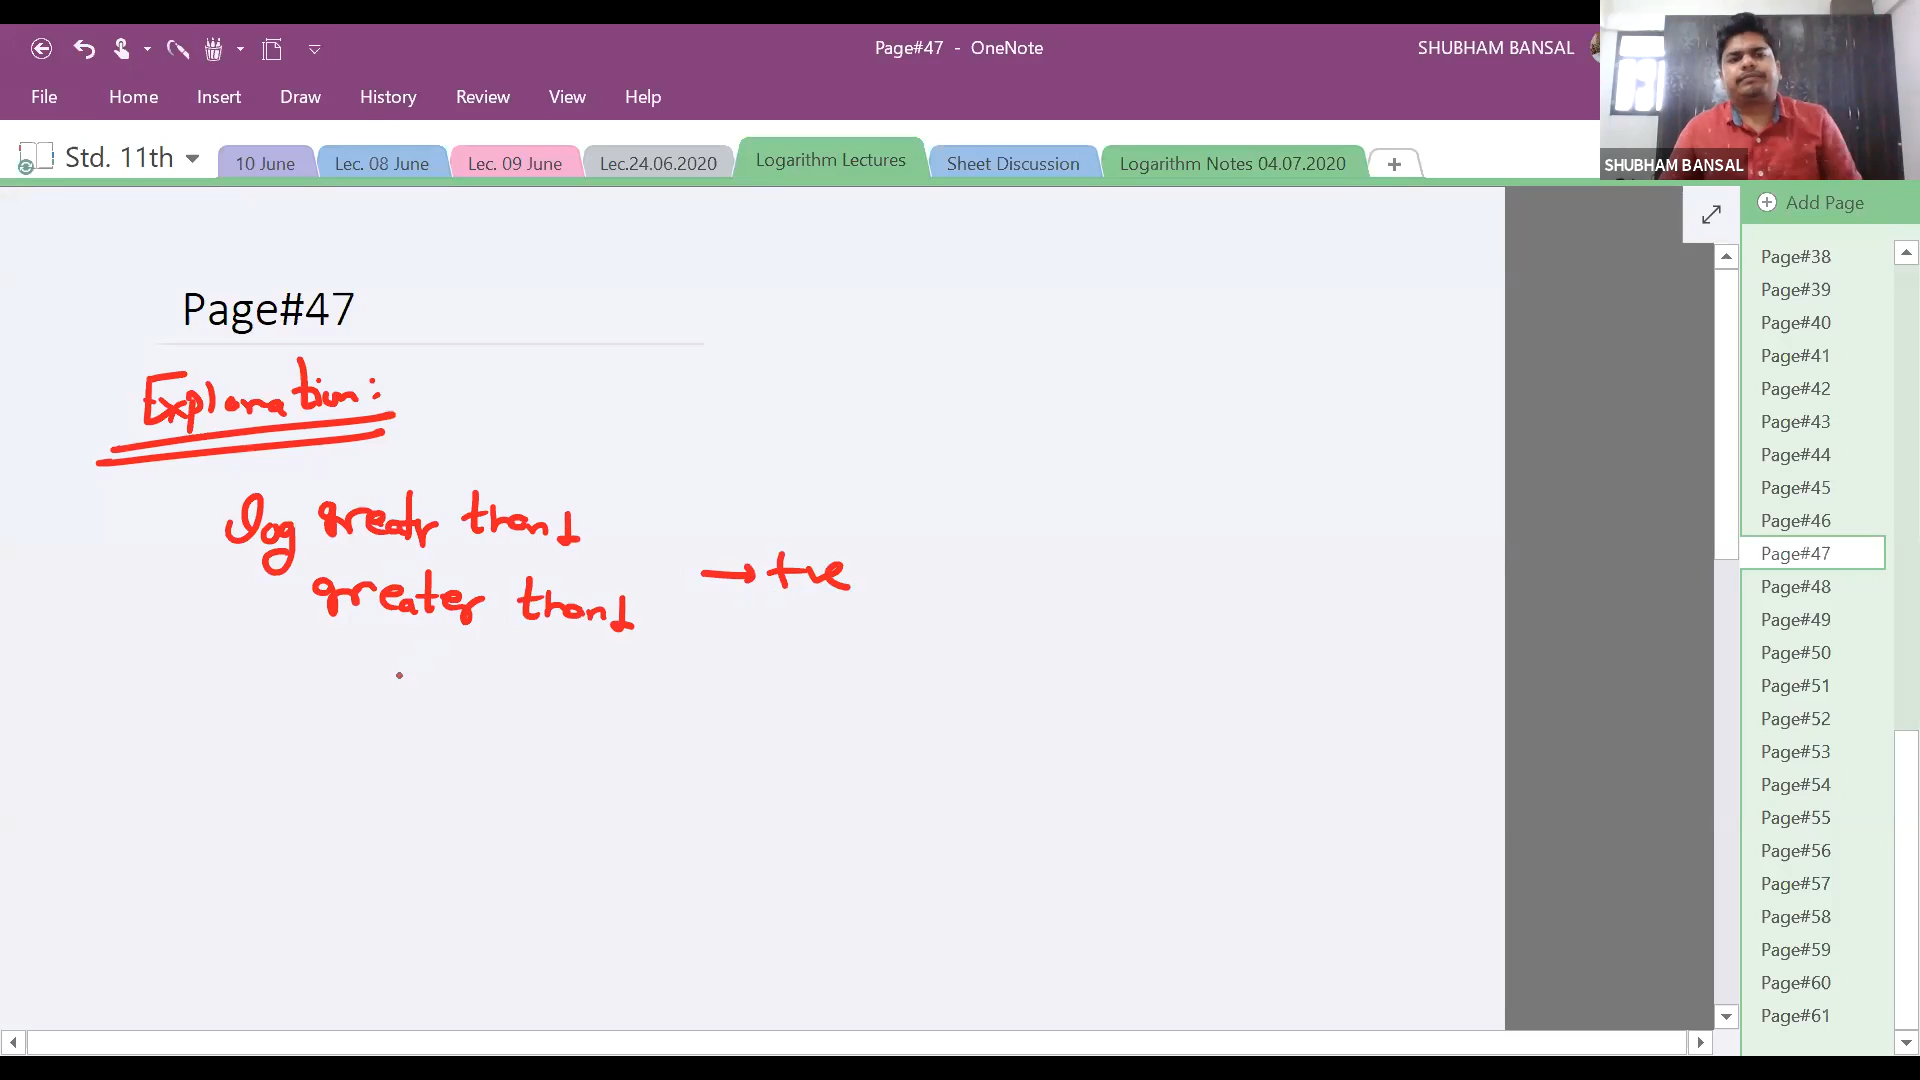 Page#47 - OneNote
SHUBHAM BANSAL
File Home Insert Draw History Review View Help
SHUBHAM BANSAL
Std. 11th
10 June
Lec. 08 June
Lec. 09 June
Lec.24.06.2020
Logarithm Lectures
Sheet Discussion
Logarithm Notes 04.07.2020
+
Add Page
Page#47
Explanation:
log greatr than 1
greater than 1
→ +ve
Page#38
Page#39
Page#40
Page#41
Page#42
Page#43
Page#44
Page#45
Page#46
Page#47
Page#48
Page#49
Page#50
Page#51
Page#52
Page#53
Page#54
Page#55
Page#56
Page#57
Page#58
Page#59
Page#60
Page#61